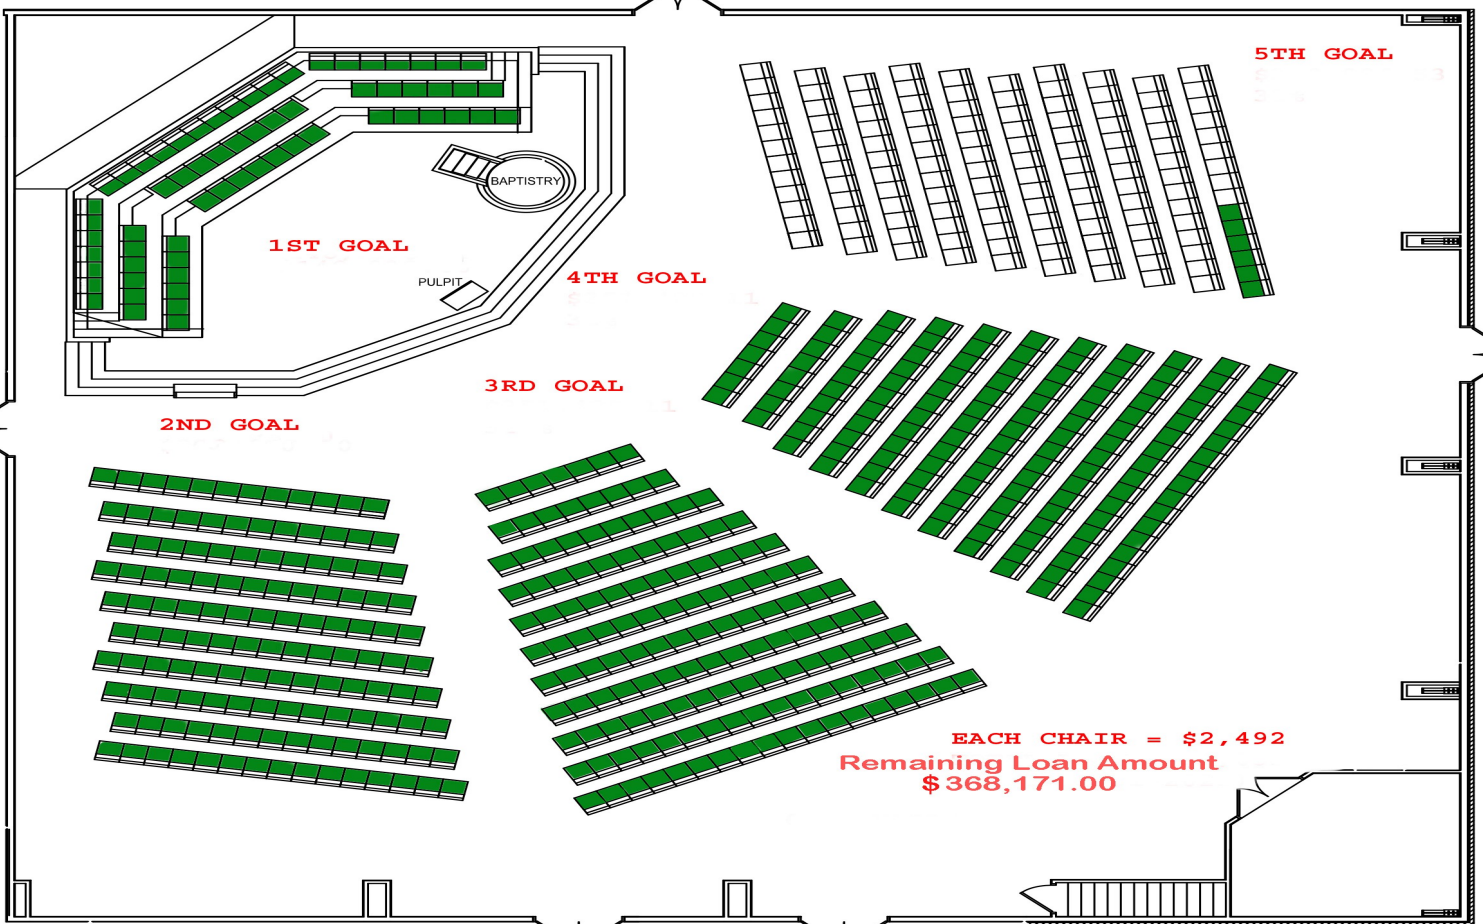 5TH GOAL
BAPTISTRY
1ST GOAL
4TH GOAL
PULPIT
3RD GOAL
2ND GOAL
EACH CHAIR = $2,492
Remaining Loan Amount
$368,171.00